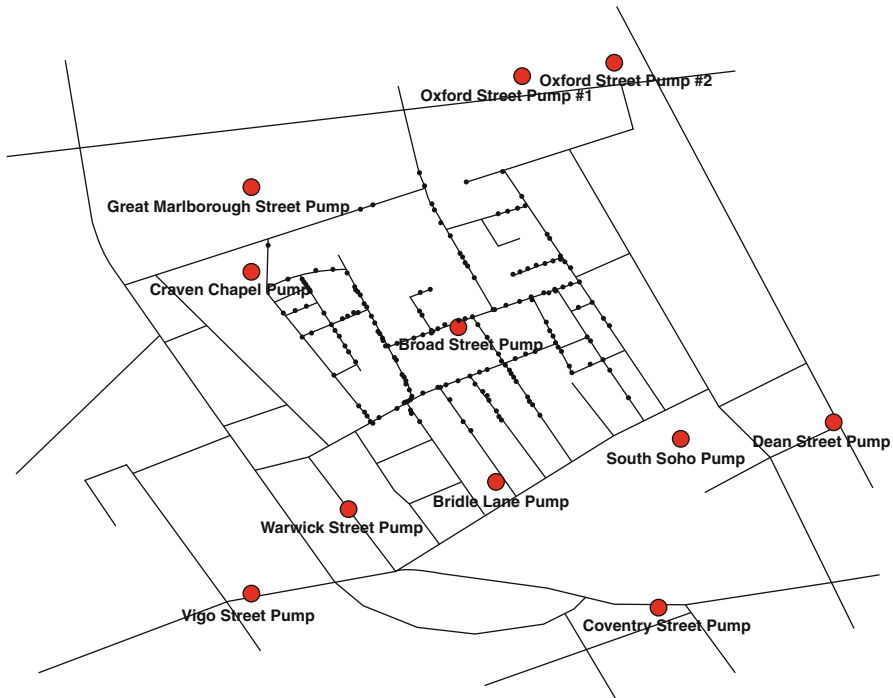 Oxford Street Pump #2
Oxford Street Pump #1
Great Marlborough Street Pump
Craven Chapel Pump
Broad Street Pump
Dean Street Pump
South Soho Pump
Bridle Lane Pump
Warwick Street Pump
Vigo Street Pump
Coventry Street Pump